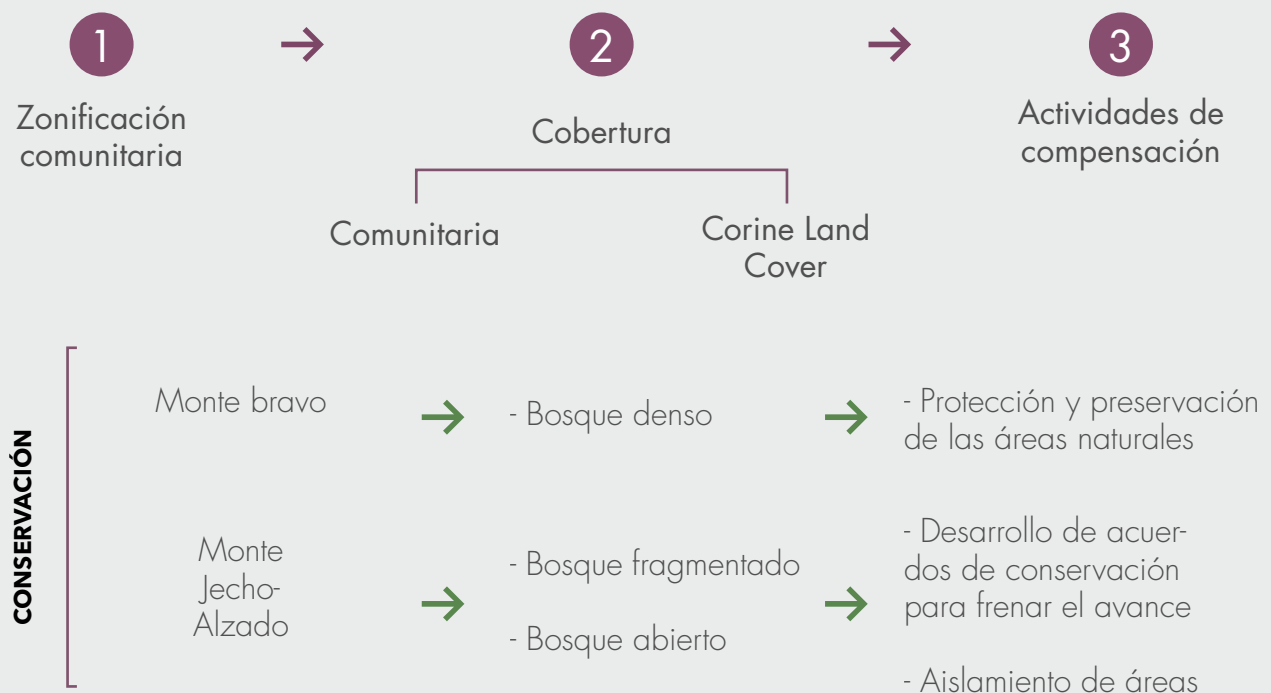 1
2
3
Zonificación
comunitaria
Cobertura
Actividades de
compensación
Comunitaria
Corine Land
Cover
CONSERVACIÓN
Monte bravo
- Bosque denso
- Protección y preservación
de las áreas naturales
Monte
Jecho-
Alzado
- Bosque fragmentado
- Bosque abierto
- Desarrollo de acuer-
dos de conservación
para frenar el avance
- Aislamiento de áreas